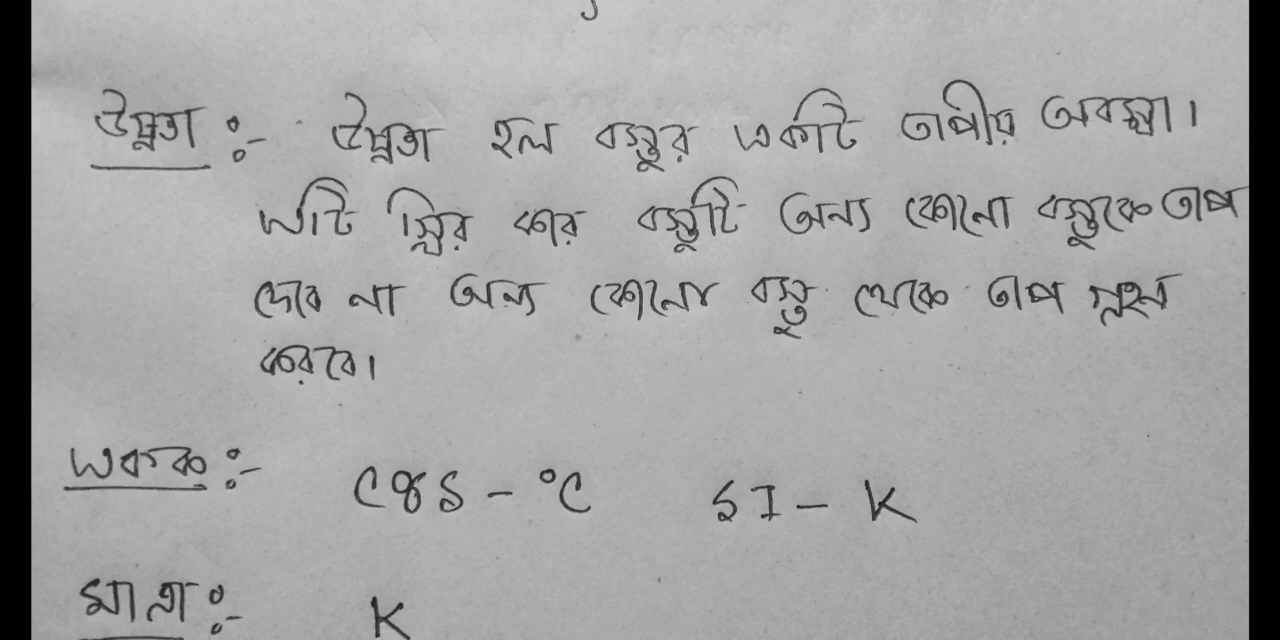 উষ্ণতা :- উষ্ণতা হল বস্তুর একটি তাপীয় অবস্থা।
এটি স্থির করে বস্তুটি অন্য কোনো বস্তুকে তাপ
দেবে না অন্য কোনো বস্তু থেকে তাপ গ্রহণ
করবে।
একক :- CGS - °C SI - K
মাত্রা :- K